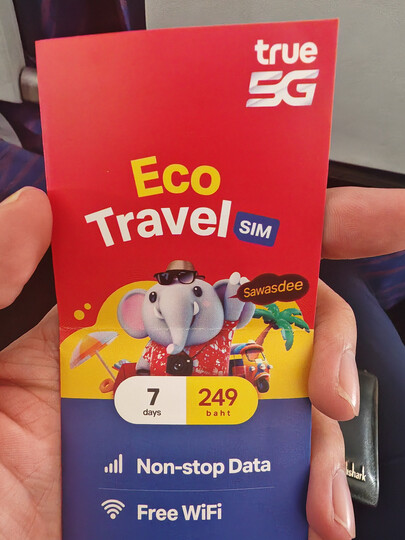 true
5G
Eco
Travel SIM
Sawasdee
7
days
249
baht
Non-stop Data
Free WiFi